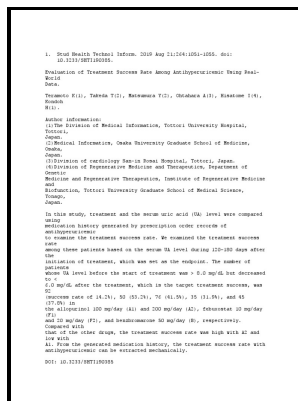 1. Stud Health Technol Inform. 2019 Aug 21;264:1051-1055. doi:
10.3233/SHTI190385.
Evaluation of Treatment Success Rate Among Antihyperuricemic Using Real-
World
Data.
Teramoto K(1), Takeda T(2), Matsumura Y(2), Ohtahara A(3), Hisatome I(4),
Kondoh
H(1).
Author information:
(1)The Division of Medical Information, Tottori University Hospital,
Tottori,
Japan.
(2)Medical Informatics, Osaka University Graduate School of Medicine,
Osaka,
Japan.
(3)Division of cardiology San-in Rosai Hospital, Tottori, Japan.
(4)Division of Regenerative Medicine and Therapeutics, Department of
Genetic
Medicine and Regenerative Therapeutics, Institute of Regenerative Medicine
and
Biofunction, Tottori University Graduate School of Medical Science,
Yonago,
Japan.
In this study, treatment and the serum uric acid (UA) level were compared
using
medication history generated by prescription order records of
antihyperuricemic
to examine the treatment success rate. We examined the treatment success
rate
among these patients based on the serum UA level during 100-180 days after
the
initiation of treatment, which was set as the endpoint. The number of
patients
whose UA level before the start of treatment was > 8.0 mg/dL but decreased
to <
6.0 mg/dL after the treatment, which is the target treatment success, was
82
(success rate of 14.2%), 50 (53.2%), 76 (41.5%), 35 (31.8%), and 45
(37.8%) in
the allopurinol 100 mg/day (A1) and 200 mg/day (A2), febuxostat 10 mg/day
(F1)
and 20 mg/day (F2), and benzbromarone 50 mg/day (B), respectively.
Compared with
that of the other drugs, the treatment success rate was high with A2 and
low with
A1. From the generated medication history, the treatment success rate with
antihyperuricemic can be extracted mechanically.
DOI: 10.3233/SHTI190385